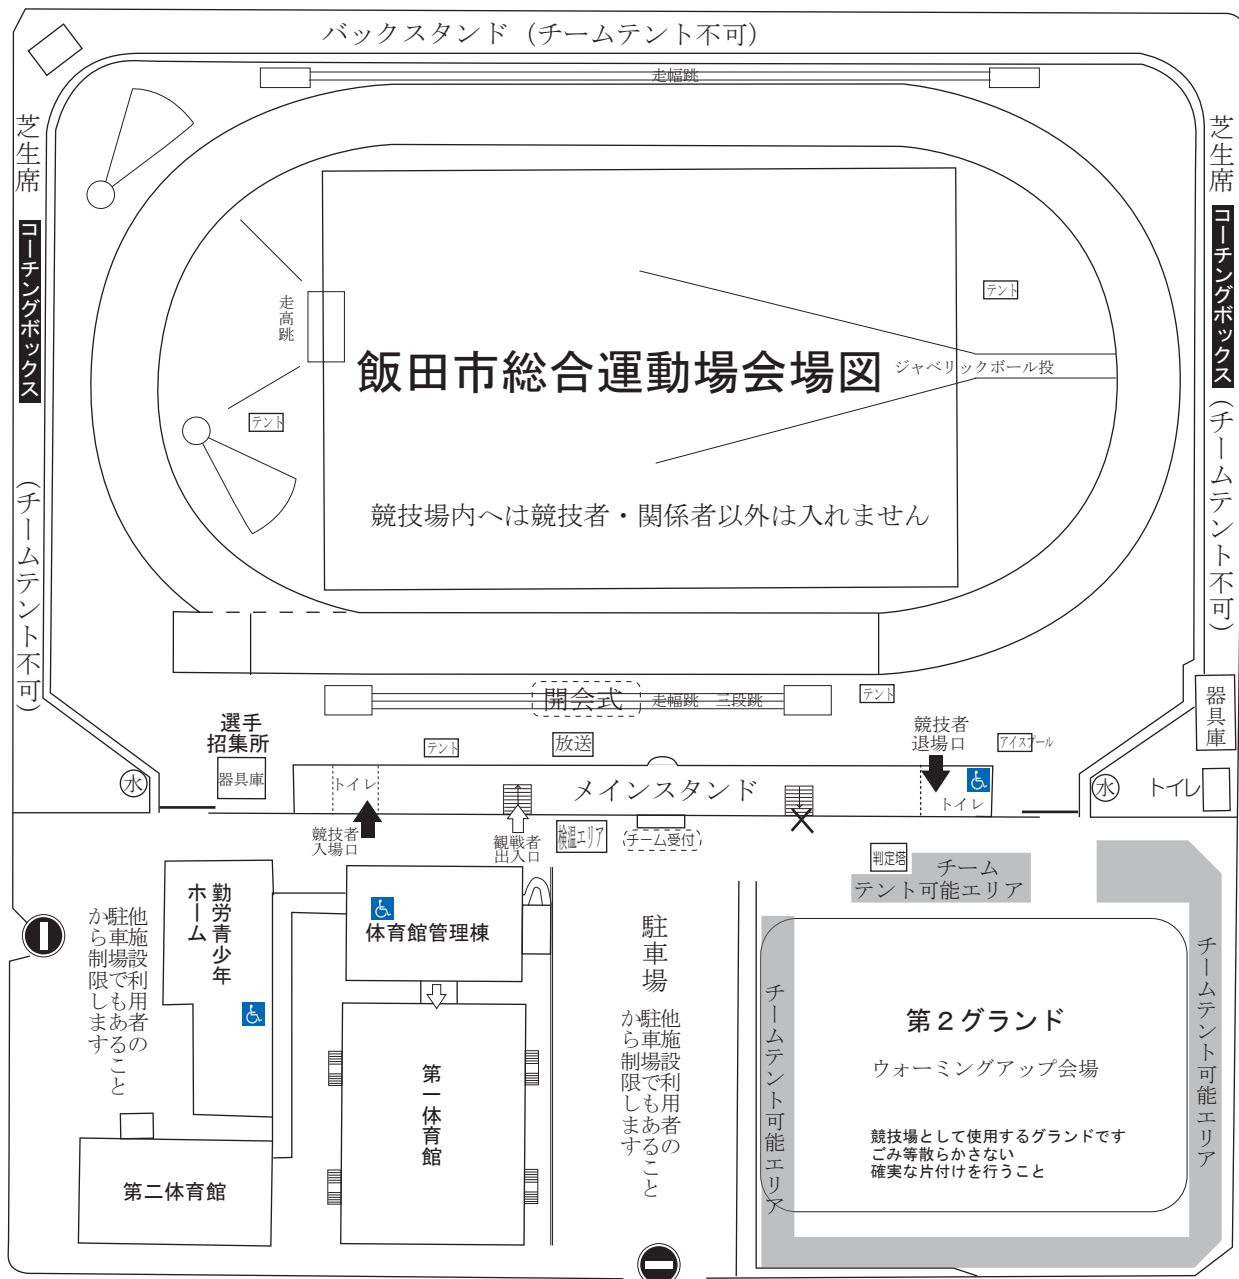 バックスタンド（チームテント不可）
走幅跳
芝生席
コーチングボックス
（チームテント不可）
芝生席
コーチングボックス
（チームテント不可）
テント
走高跳
飯田市総合運動場会場図
ジャベリックボール投
テント
競技場内へは競技者・関係者以外は入れません
開会式
走幅跳　三段跳
テント
器具庫
選手
招集所
器具庫
テント
放送
競技者
退場口
アイスプール
水
トイレ
メインスタンド
トイレ
水
トイレ
競技者
入場口
観戦者
出入口
検温エリア
（チーム受付）
判定塔
チーム
テント可能エリア
勤労青少年
ホーム
他施設利用者の
駐車場でもあること
から制限します
体育館管理棟
駐車場
他施設利用者の
駐車場でもあること
から制限します
第一体育館
第二体育館
チームテント可能エリア
第２グランド
ウォーミングアップ会場
競技場として使用するグランドです
ごみ等散らかさない
確実な片付けを行うこと
チームテント可能エリア